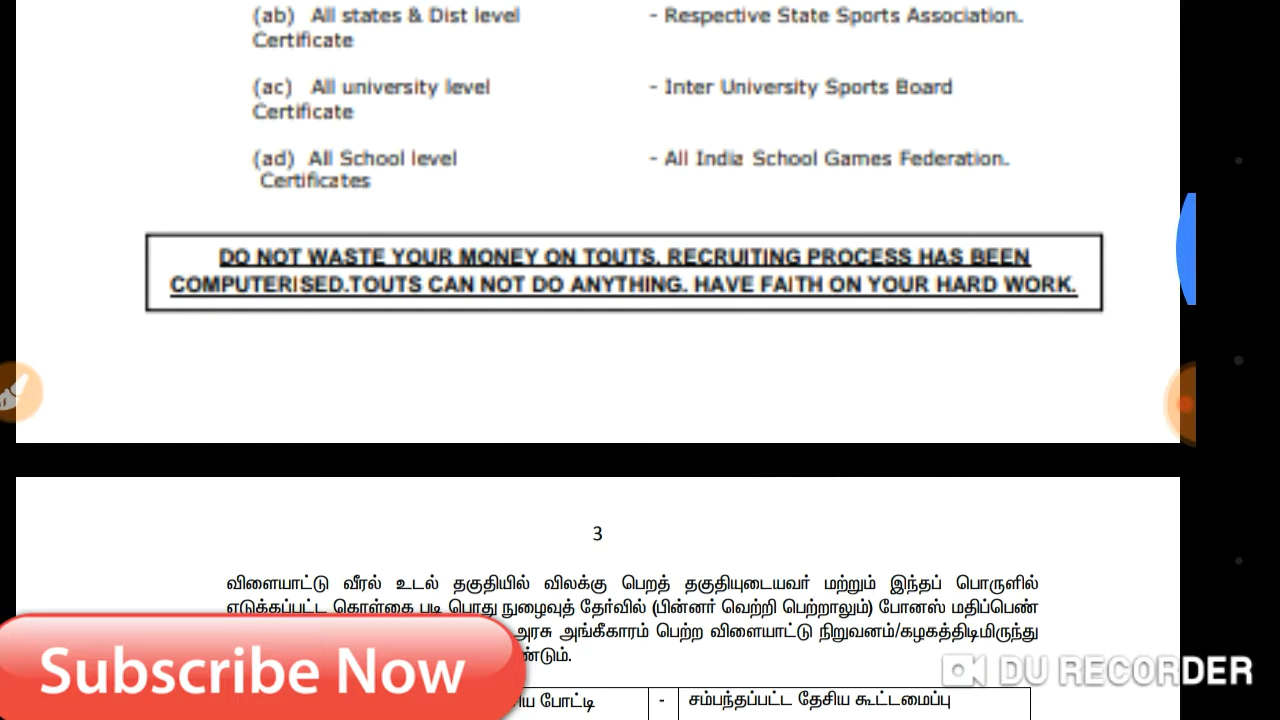 (ab) All states & Dist level - Respective State Sports Association.
Certificate
(ac) All university level - Inter University Sports Board
Certificate
(ad) All School level - All India School Games Federation.
Certificates
DO NOT WASTE YOUR MONEY ON TOUTS. RECRUITING PROCESS HAS BEEN
COMPUTERISED.TOUTS CAN NOT DO ANYTHING. HAVE FAITH ON YOUR HARD WORK.
3
விளையாட்டு வீரல் உடல் தகுதியில் விலக்கு பெறத் தகுதியுடையவர் மற்றும் இந்தப் பொருளில்
எடுக்கப்பட்ட கொள்கை படி பொது நுழைவுத் தேர்வில் (பின்னர் வெற்றி பெற்றாலும்) போனஸ் மதிப்பெண்
அரசு அங்கீகாரம் பெற்ற விளையாட்டு நிறுவனம்/கழகத்திடிமிருந்து
Subscribe Now
DU RECORDER
போட்டி - சம்பந்தப்பட்ட தேசிய கூட்டமைப்பு